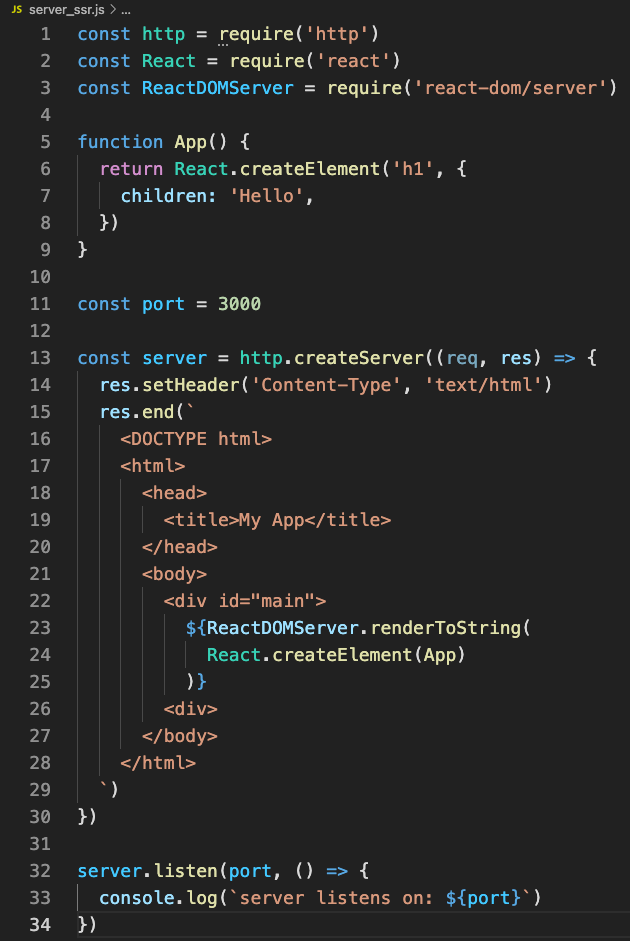 JS server_ssr.js > ...
1 const http = require('http')
2 const React = require('react')
3 const ReactDOMServer = require('react-dom/server')
4
5 function App() {
6   return React.createElement('h1', {
7     children: 'Hello',
8   })
9 }
10
11 const port = 3000
12
13 const server = http.createServer((req, res) => {
14   res.setHeader('Content-Type', 'text/html')
15   res.end(`
16     <DOCTYPE html>
17     <html>
18       <head>
19         <title>My App</title>
20       </head>
21       <body>
22         <div id="main">
23           ${ReactDOMServer.renderToString(
24             React.createElement(App)
25           )}
26         <div>
27       </body>
28     </html>
29   `)
30 })
31
32 server.listen(port, () => {
33   console.log(`server listens on: ${port}`)
34 })